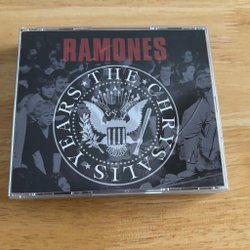 RAMONES
THE CHRYSALIS YEARS